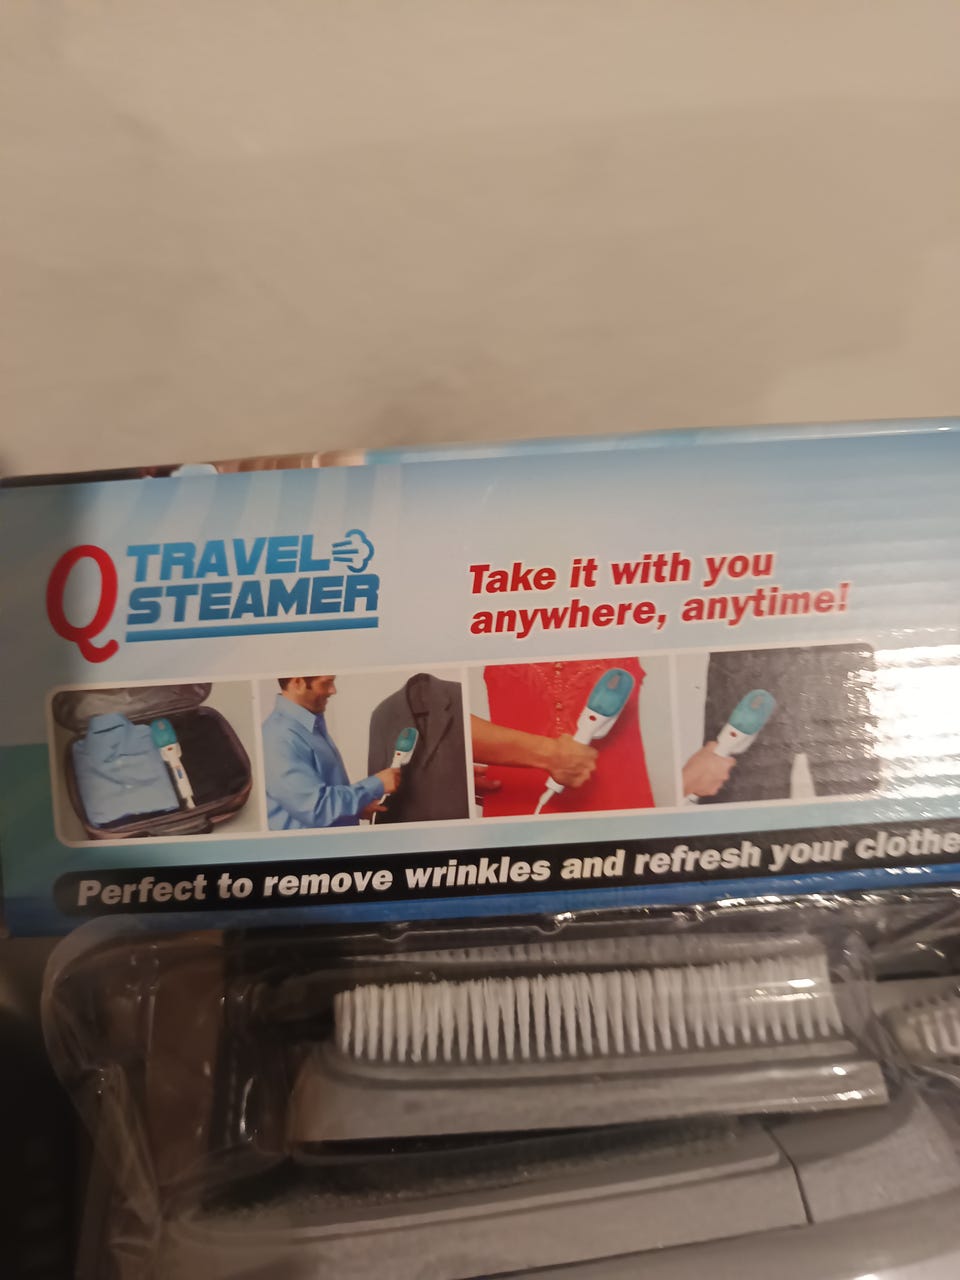 Q TRAVEL
STEAMER
Take it with you
anywhere, anytime!
Perfect to remove wrinkles and refresh your clothe